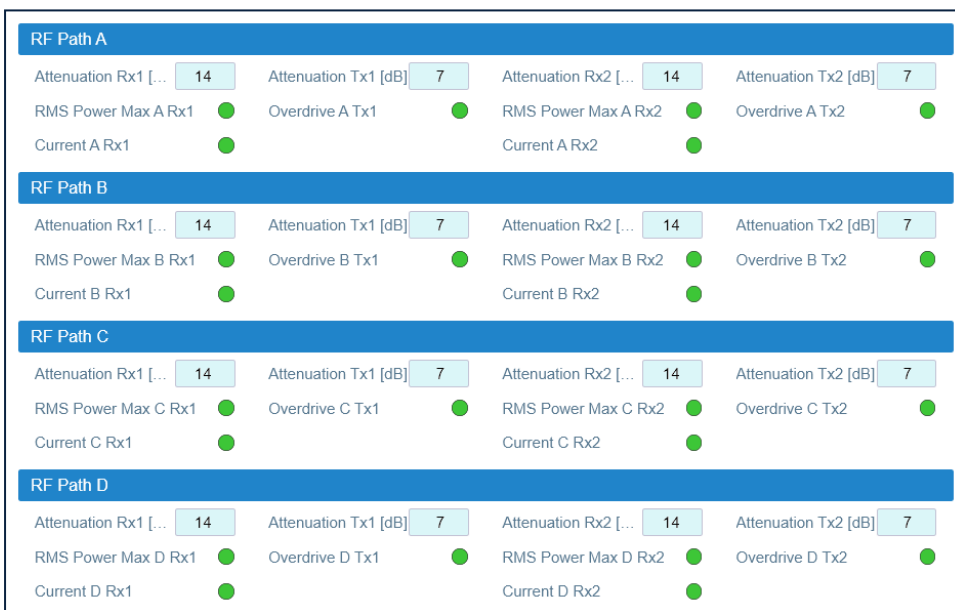 RF Path A
Attenuation Rx1 [... 14 Attenuation Tx1 [dB] 7 Attenuation Rx2 [... 14 Attenuation Tx2 [dB] 7
RMS Power Max A Rx1 Overdrive A Tx1 RMS Power Max A Rx2 Overdrive A Tx2
Current A Rx1 Current A Rx2
RF Path B
Attenuation Rx1 [... 14 Attenuation Tx1 [dB] 7 Attenuation Rx2 [... 14 Attenuation Tx2 [dB] 7
RMS Power Max B Rx1 Overdrive B Tx1 RMS Power Max B Rx2 Overdrive B Tx2
Current B Rx1 Current B Rx2
RF Path C
Attenuation Rx1 [... 14 Attenuation Tx1 [dB] 7 Attenuation Rx2 [... 14 Attenuation Tx2 [dB] 7
RMS Power Max C Rx1 Overdrive C Tx1 RMS Power Max C Rx2 Overdrive C Tx2
Current C Rx1 Current C Rx2
RF Path D
Attenuation Rx1 [... 14 Attenuation Tx1 [dB] 7 Attenuation Rx2 [... 14 Attenuation Tx2 [dB] 7
RMS Power Max D Rx1 Overdrive D Tx1 RMS Power Max D Rx2 Overdrive D Tx2
Current D Rx1 Current D Rx2